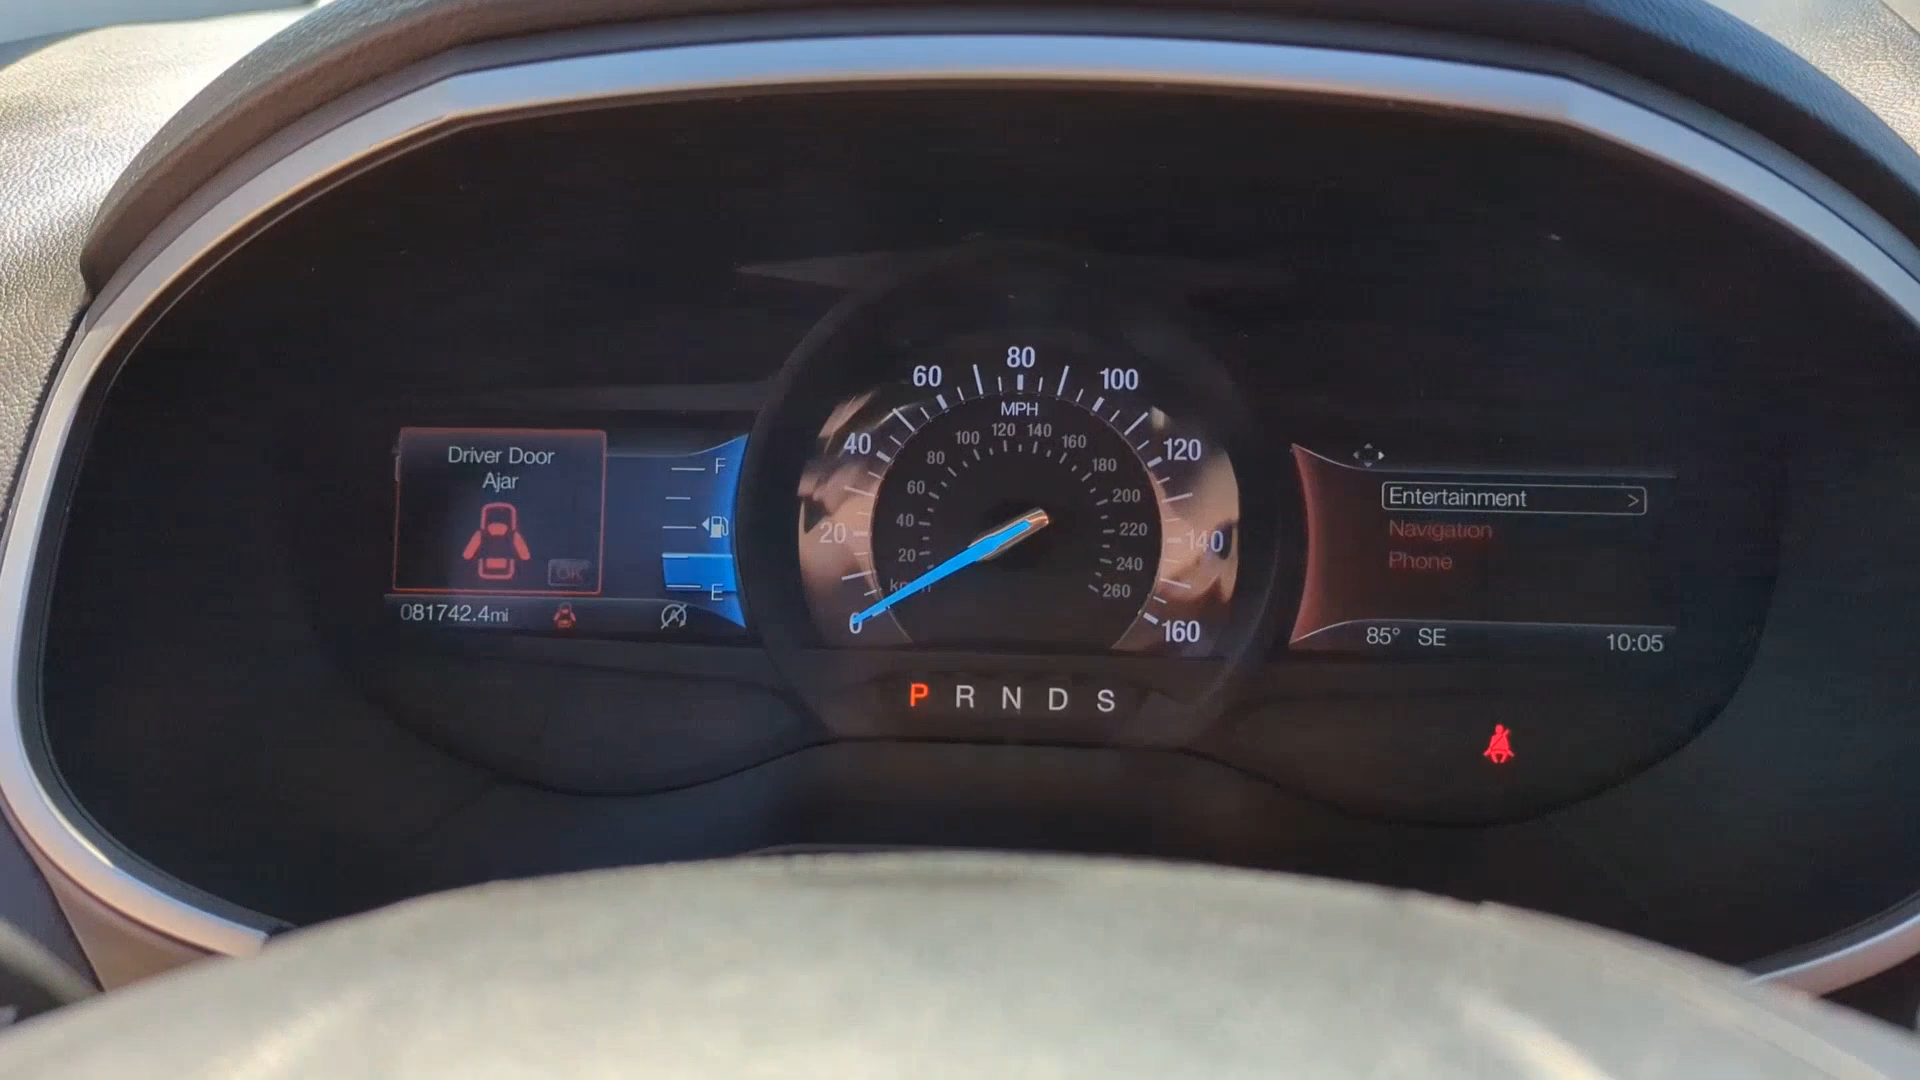 Driver Door
Ajar
OK
081742.4mi
F
E
0
20
40
60
80
100
120
140
160
MPH
20
40
60
80
100
120
140
160
180
200
220
240
260
P R N D S
Entertainment >
Navigation
Phone
85° SE
10:05